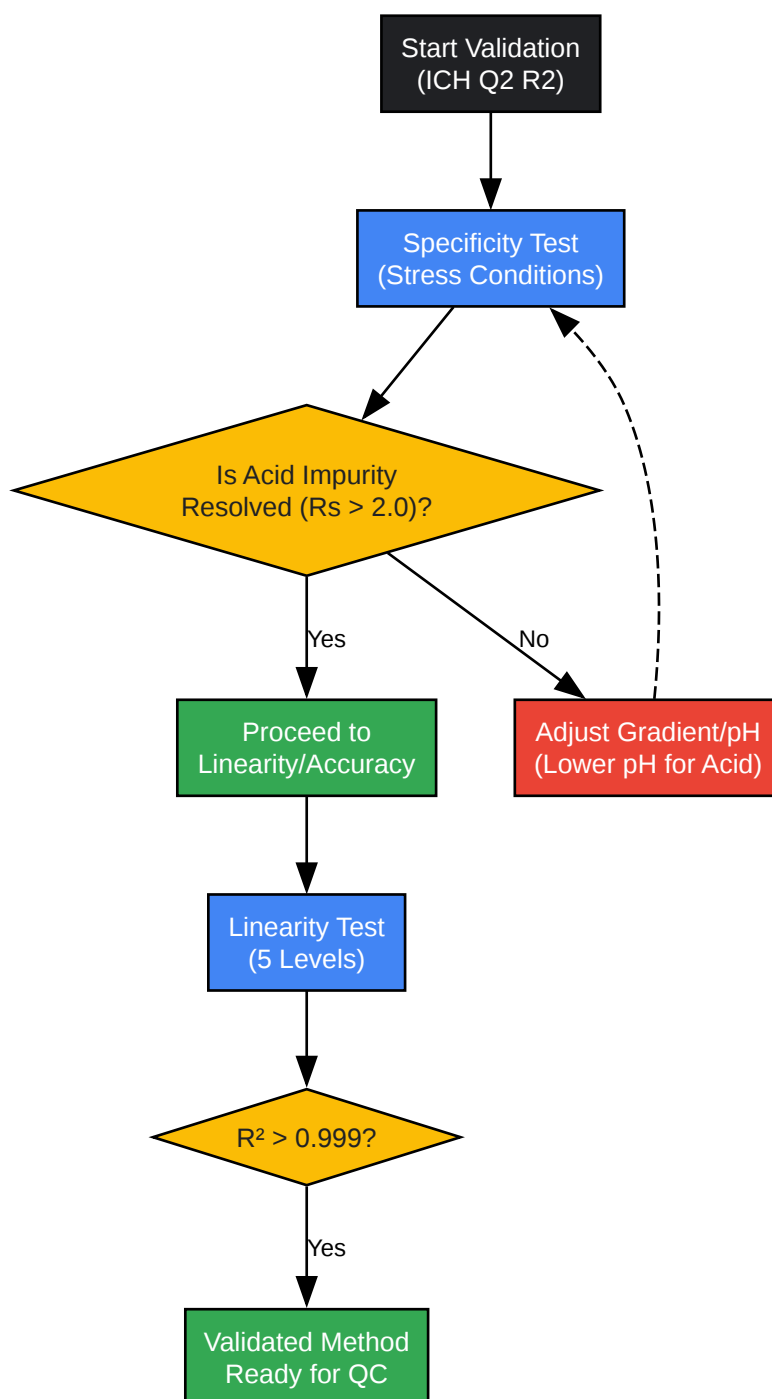 Start Validation
(ICH Q2 R2)
Specificity Test
(Stress Conditions)
Is Acid Impurity
Resolved (Rs > 2.0)?
Yes
No
Proceed to
Linearity/Accuracy
Adjust Gradient/pH
(Lower pH for Acid)
Linearity Test
(5 Levels)
R² > 0.999?
Yes
Validated Method
Ready for QC